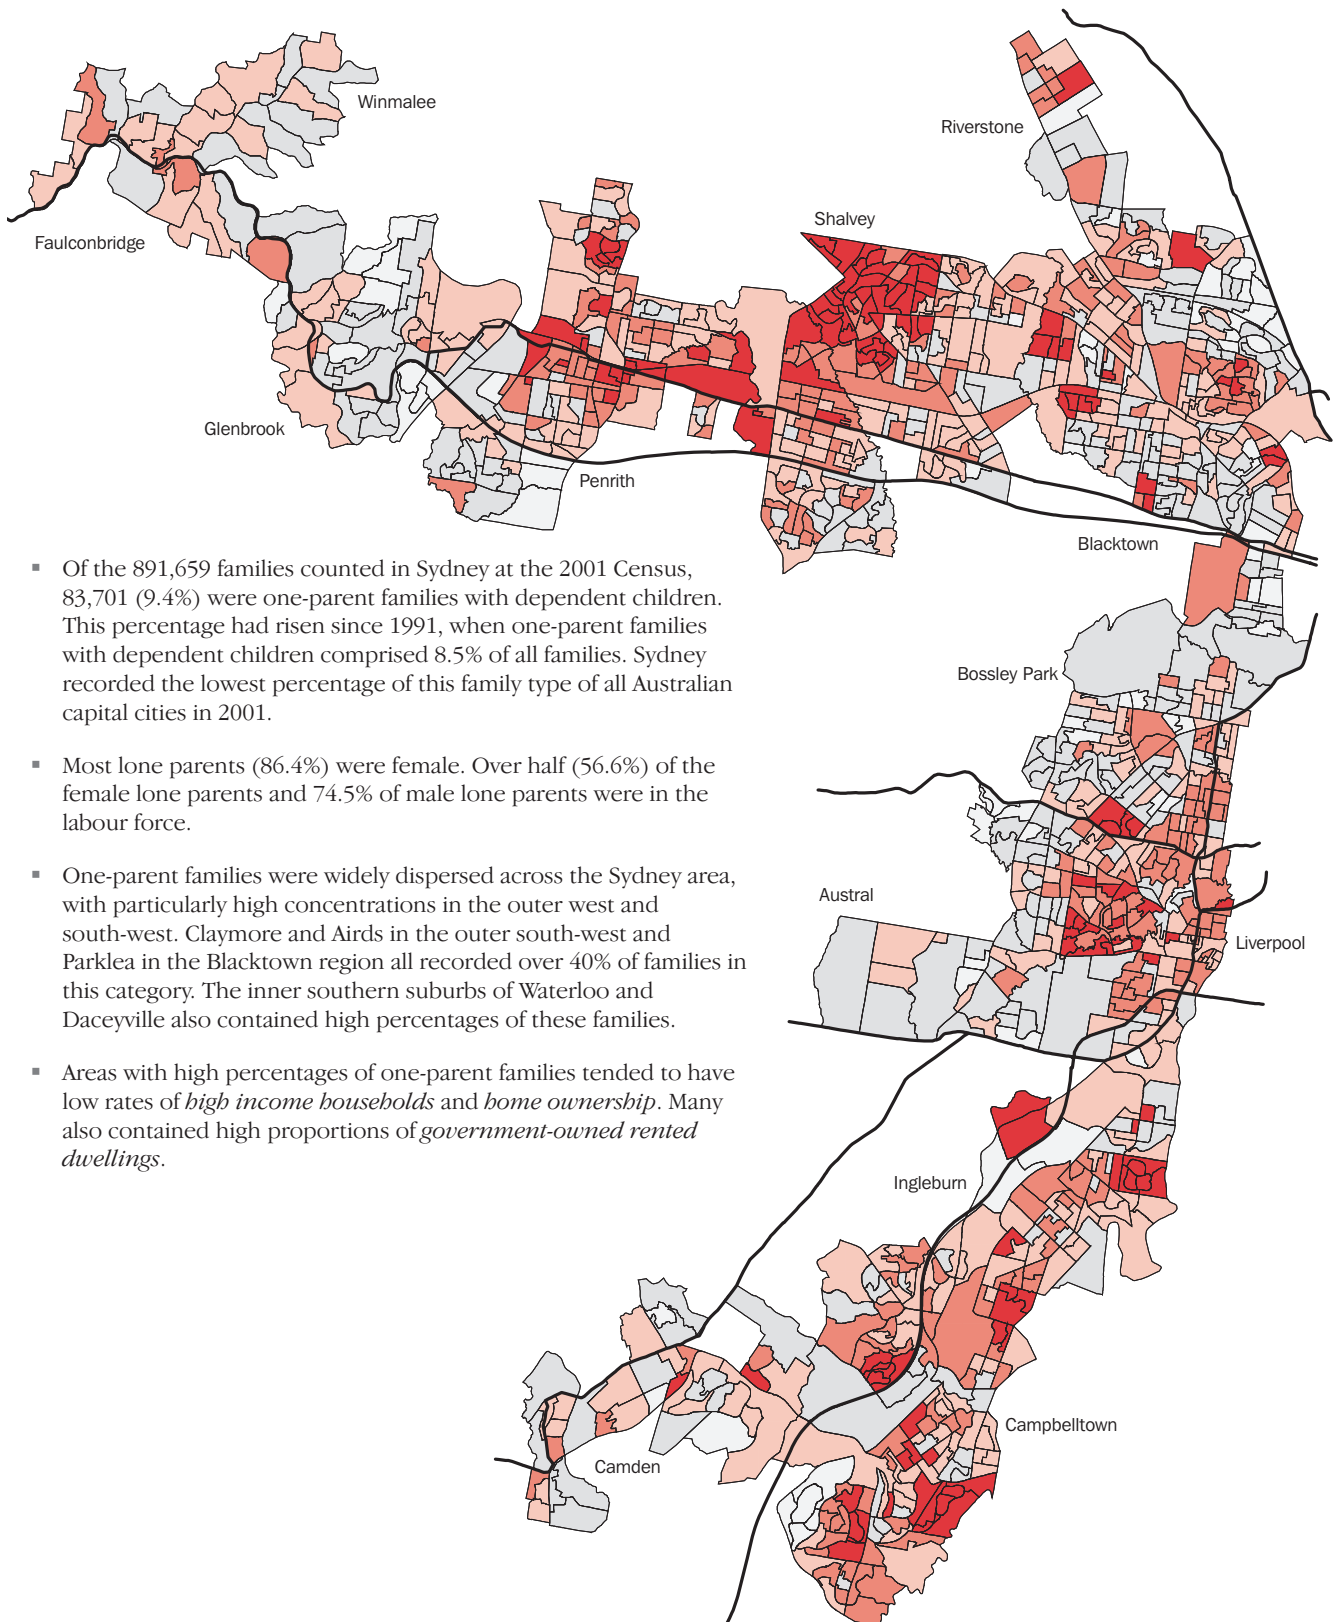 Winmalee
Riverstone
Shalvey
Faulconbridge
Glenbrook
Penrith
Blacktown
▪ Of the 891,659 families counted in Sydney at the 2001 Census,
83,701 (9.4%) were one-parent families with dependent children.
This percentage had risen since 1991, when one-parent families
with dependent children comprised 8.5% of all families. Sydney
recorded the lowest percentage of this family type of all Australian
capital cities in 2001.
Bossley Park
▪ Most lone parents (86.4%) were female. Over half (56.6%) of the
female lone parents and 74.5% of male lone parents were in the
labour force.
▪ One-parent families were widely dispersed across the Sydney area,
with particularly high concentrations in the outer west and
south-west. Claymore and Airds in the outer south-west and
Parklea in the Blacktown region all recorded over 40% of families in
this category. The inner southern suburbs of Waterloo and
Daceyville also contained high percentages of these families.
Austral
Liverpool
▪ Areas with high percentages of one-parent families tended to have
low rates of high income households and home ownership. Many
also contained high proportions of government-owned rented
dwellings.
Ingleburn
Campbelltown
Camden